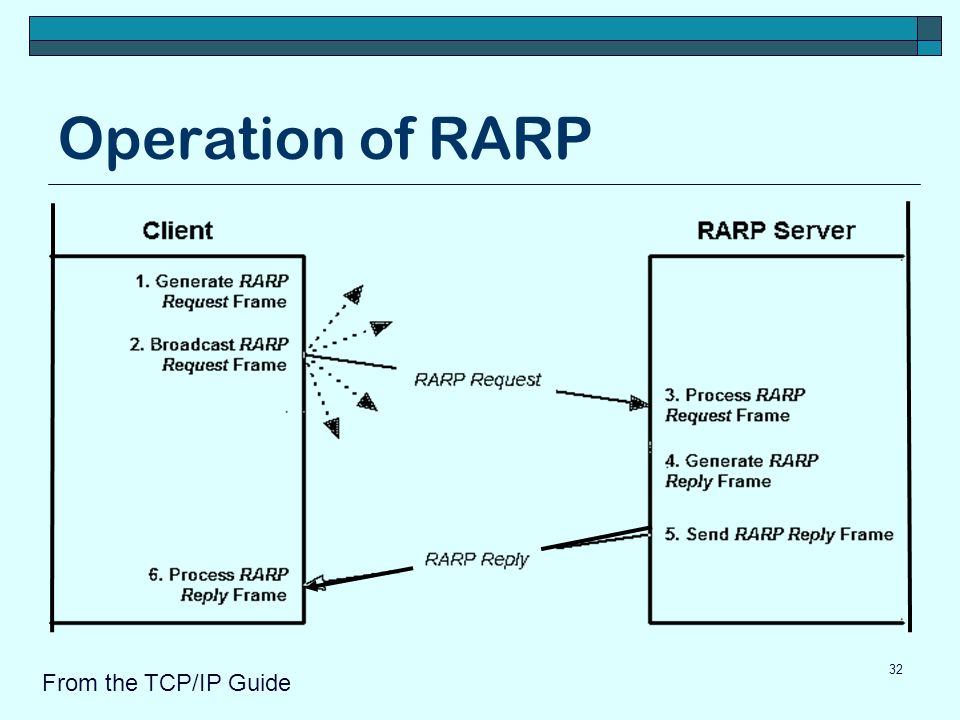 Operation of RARP
Client
RARP Server
1. Generate RARP
Request Frame
2. Broadcast RARP
Request Frame
RARP Request
3. Process RARP
Request Frame
4. Generate RARP
Reply Frame
5. Send RARP Reply Frame
RARP Reply
6. Process RARP
Reply Frame
32
From the TCP/IP Guide